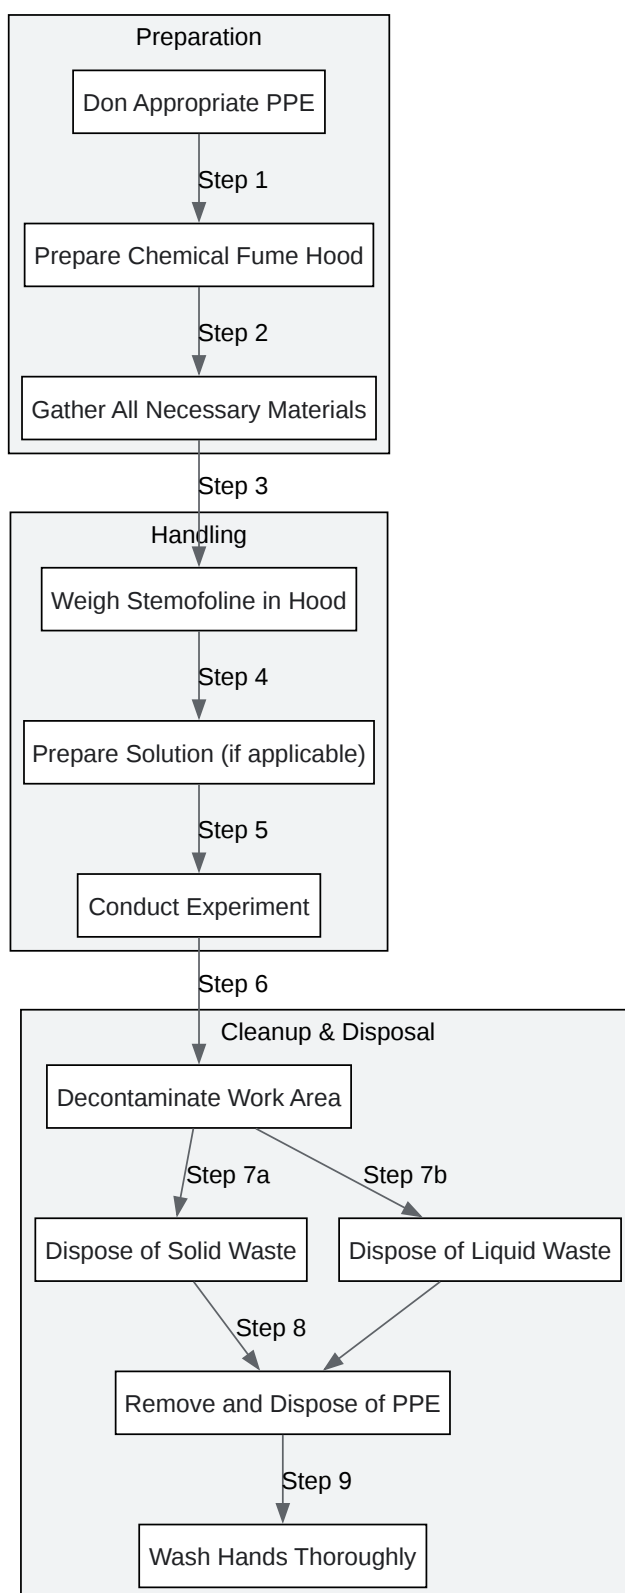 Preparation
Don Appropriate PPE
Step 1
Prepare Chemical Fume Hood
Step 2
Gather All Necessary Materials
Step 3
Handling
Weigh Stemofoline in Hood
Step 4
Prepare Solution (if applicable)
Step 5
Conduct Experiment
Step 6
Cleanup & Disposal
Decontaminate Work Area
Step 7a
Step 7b
Dispose of Solid Waste
Dispose of Liquid Waste
Step 8
Remove and Dispose of PPE
Step 9
Wash Hands Thoroughly